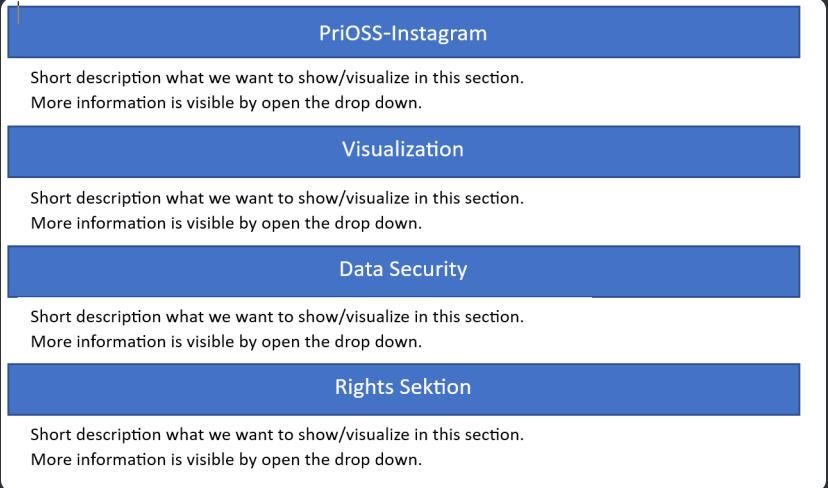 PriOSS-Instagram
Short description what we want to show/visualize in this section.
More information is visible by open the drop down.
Visualization
Short description what we want to show/visualize in this section.
More information is visible by open the drop down.
Data Security
Short description what we want to show/visualize in this section.
More information is visible by open the drop down.
Rights Sektion
Short description what we want to show/visualize in this section.
More information is visible by open the drop down.